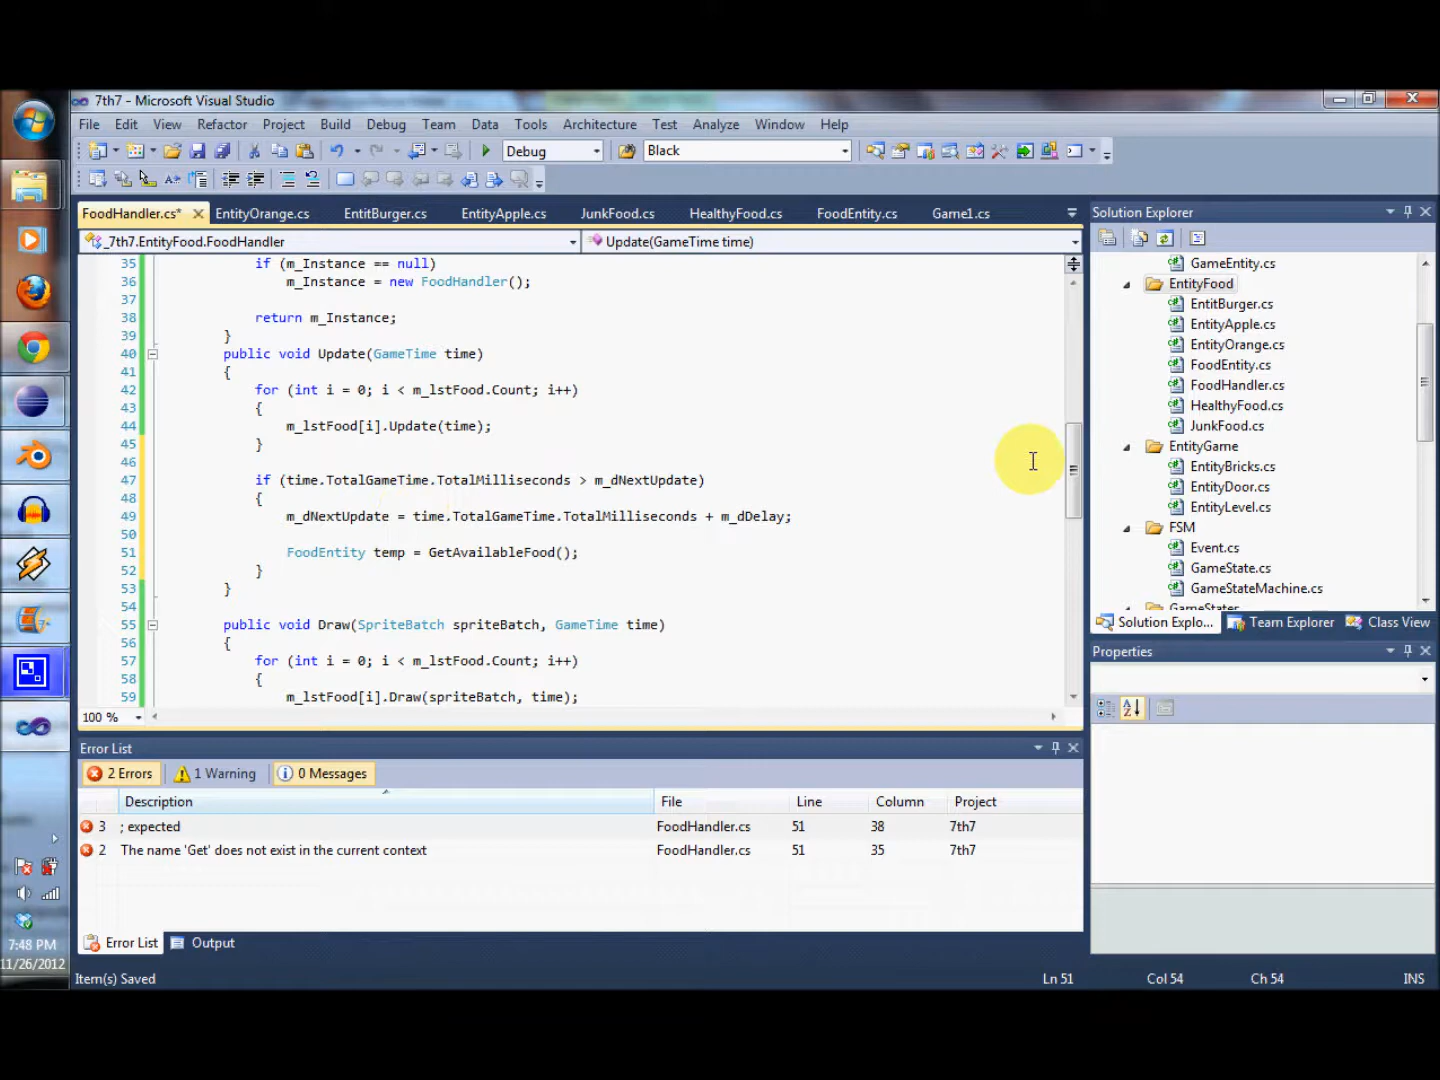 7th7 - Microsoft Visual Studio
File Edit View Refactor Project Build Debug Team Data Tools Architecture Test Analyze Window Help
Debug Black
FoodHandler.cs* EntityOrange.cs EntitBurger.cs EntityApple.cs JunkFood.cs HealthyFood.cs FoodEntity.cs Game1.cs
_7th7.EntityFood.FoodHandler Update(GameTime time)
35 if (m_Instance == null)
36 m_Instance = new FoodHandler();
37
38 return m_Instance;
39 }
40 public void Update(GameTime time)
41 {
42 for (int i = 0; i < m_lstFood.Count; i++)
43 {
44 m_lstFood[i].Update(time);
45 }
46
47 if (time.TotalGameTime.TotalMilliseconds > m_dNextUpdate)
48 {
49 m_dNextUpdate = time.TotalGameTime.TotalMilliseconds + m_dDelay;
50
51 FoodEntity temp = GetAvailableFood();
52 }
53 }
54
55 public void Draw(SpriteBatch spriteBatch, GameTime time)
56 {
57 for (int i = 0; i < m_lstFood.Count; i++)
58 {
59 m_lstFood[i].Draw(spriteBatch, time);
100 %
Solution Explorer
GameEntity.cs
EntityFood
EntitBurger.cs
EntityApple.cs
EntityOrange.cs
FoodEntity.cs
FoodHandler.cs
HealthyFood.cs
JunkFood.cs
EntityGame
EntityBricks.cs
EntityDoor.cs
EntityLevel.cs
FSM
Event.cs
GameState.cs
GameStateMachine.cs
GameStates
Solution Explo... Team Explorer Class View
Properties
Error List
2 Errors 1 Warning 0 Messages
Description File Line Column Project
3 ; expected FoodHandler.cs 51 38 7th7
2 The name 'Get' does not exist in the current context FoodHandler.cs 51 35 7th7
Error List Output
Item(s) Saved Ln 51 Col 54 Ch 54 INS
7:48 PM
11/26/2012